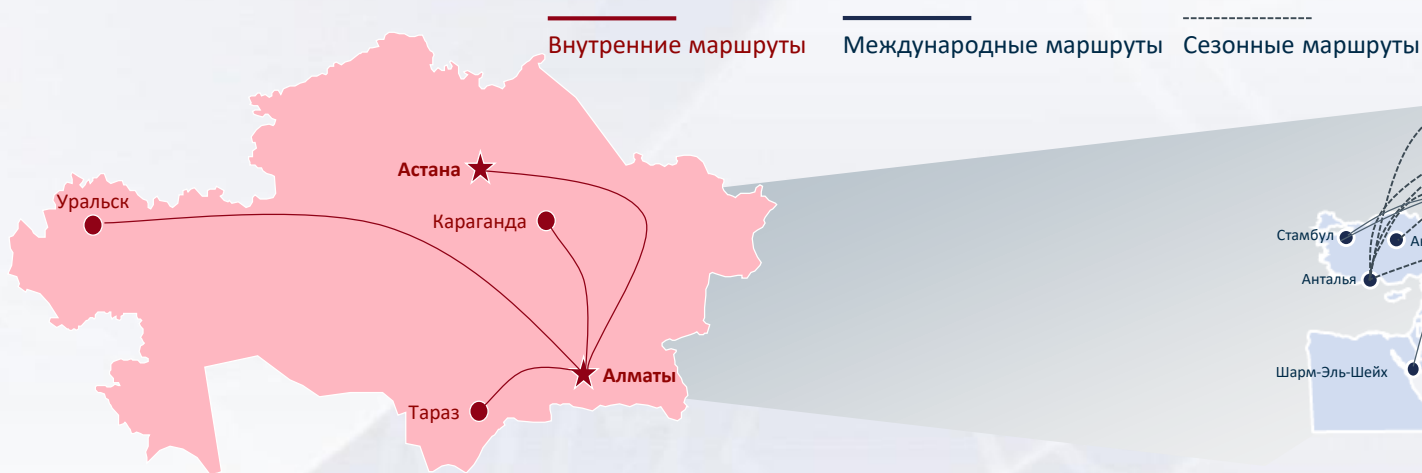 Внутренние маршруты
Международные маршруты
Сезонные маршруты
Астана
Уральск
Караганда
Стамбул
Анталья
Шарм-Эль-Шейх
Алматы
Тараз